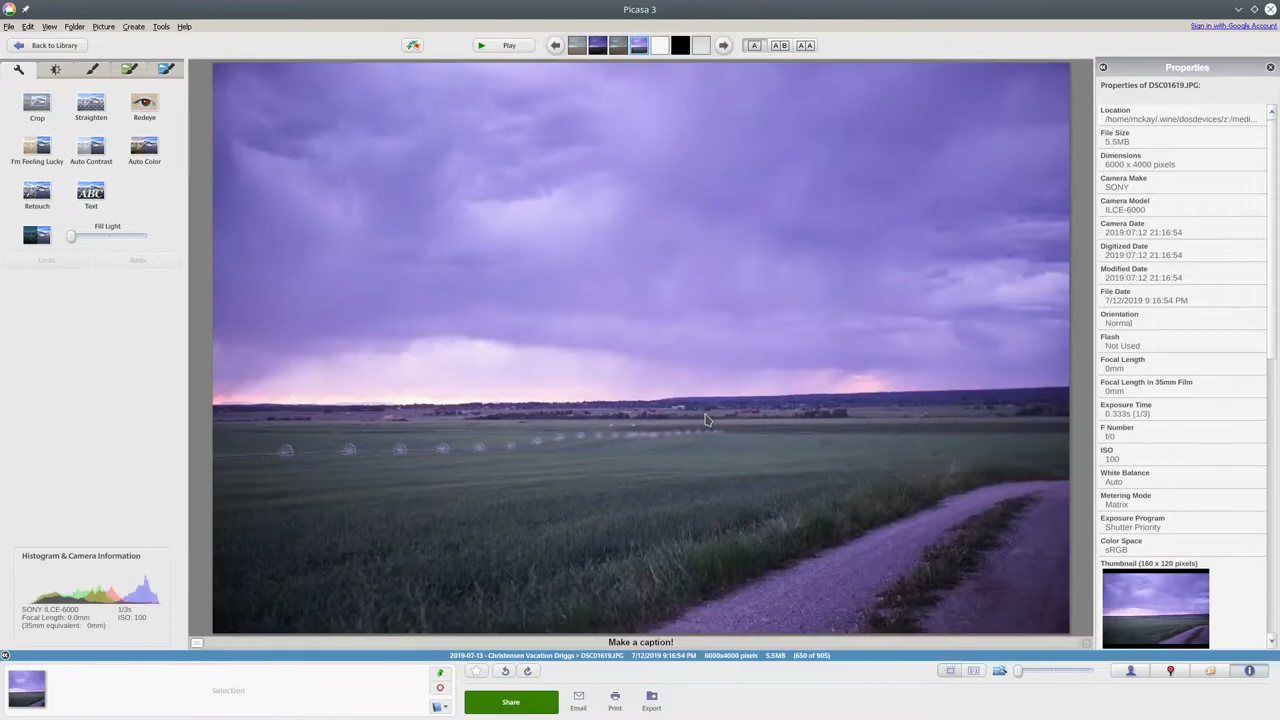 Picasa 3
File Edit View Folder Picture Create Tools Help
Sign in with Google Account
Back to Library
Play
A
A B
A A
Crop
Straighten
Redeye
I'm Feeling Lucky
Auto Contrast
Auto Color
Retouch
ABC
Text
Fill Light
Undo
Redo
Histogram & Camera Information
SONY ILCE-6000 1/3s
Focal Length: 0.0mm ISO: 100
(35mm equivalent: 0mm)
Make a caption!
2019-07-13 - Christensen Vacation Driggs > DSC01619.JPG 7/12/2019 9:16:54 PM 6000x4000 pixels 5.5MB (650 of 905)
Selection
Share
Email
Print
Export
Properties
Properties of DSC01619.JPG:
Location
/home/mckay/.wine/dosdevices/z:/medi...
File Size
5.5MB
Dimensions
6000 x 4000 pixels
Camera Make
SONY
Camera Model
ILCE-6000
Camera Date
2019:07:12 21:16:54
Digitized Date
2019:07:12 21:16:54
Modified Date
2019:07:12 21:16:54
File Date
7/12/2019 9:16:54 PM
Orientation
Normal
Flash
Not Used
Focal Length
0mm
Focal Length in 35mm Film
0mm
Exposure Time
0.333s (1/3)
F Number
f/0
ISO
100
White Balance
Auto
Metering Mode
Matrix
Exposure Program
Shutter Priority
Color Space
sRGB
Thumbnail (160 x 120 pixels)